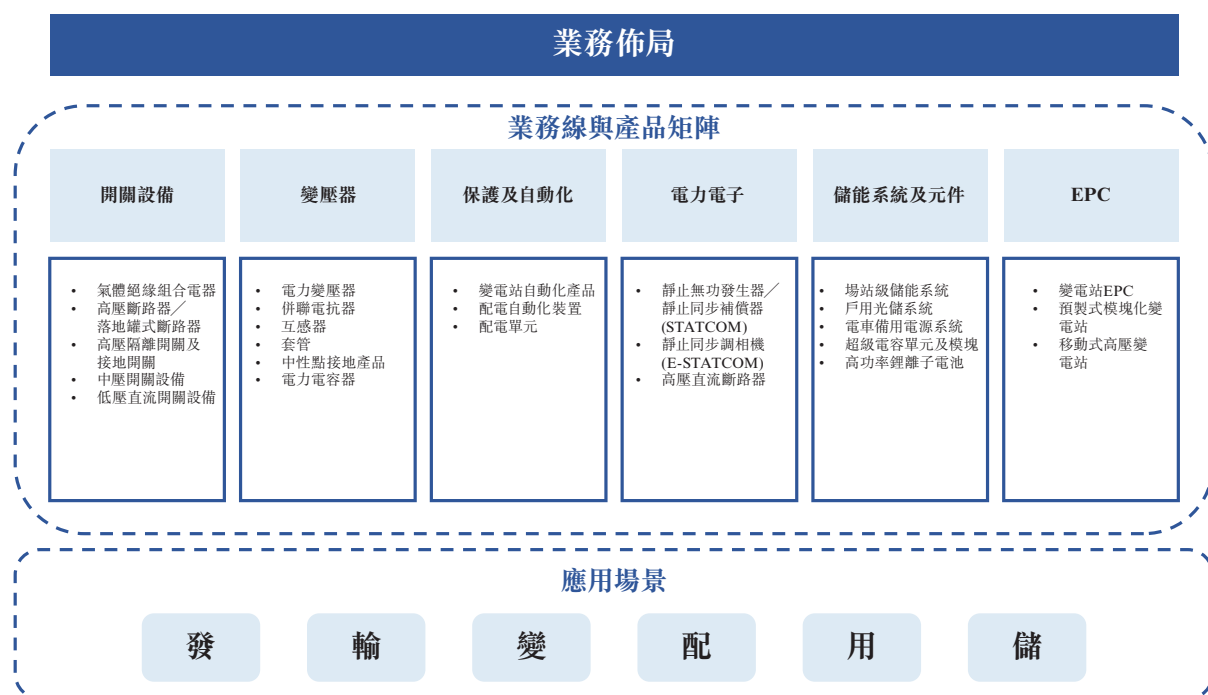 業務佈局
業務線與產品矩陣
開關設備
• 氣體絕緣組合電器
• 高壓斷路器／
落地罐式斷路器
• 高壓隔離開關及
接地開關
• 中壓開關設備
• 低壓直流開關設備
變壓器
• 電力變壓器
• 併聯電抗器
• 互感器
• 套管
• 中性點接地產品
• 電力電容器
保護及自動化
• 變電站自動化產品
• 配電自動化裝置
• 配電單元
電力電子
• 靜止無功發生器／
靜止同步補償器
(STATCOM)
• 靜止同步調相機
(E-STATCOM)
• 高壓直流斷路器
儲能系統及元件
• 場站級儲能系統
• 戶用光儲系統
• 電車備用電源系統
• 超級電容單元及模塊
• 高功率鋰離子電池
EPC
• 變電站EPC
• 預製式模塊化變
電站
• 移動式高壓變
電站
應用場景
發
輸
變
配
用
儲